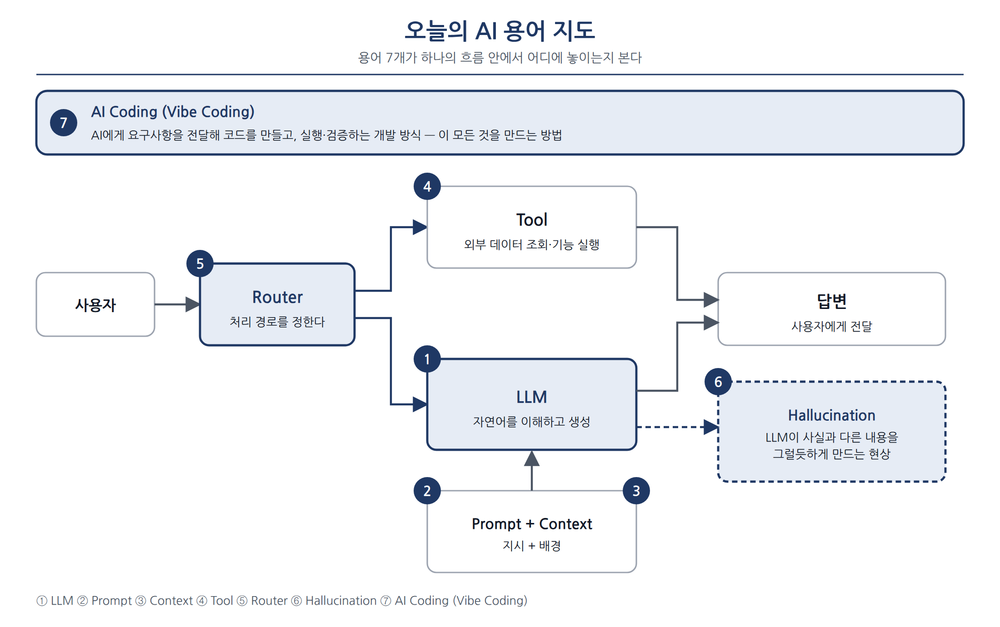 오늘의 AI 용어 지도
용어 7개가 하나의 흐름 안에서 어디에 놓이는지 본다
7
AI Coding (Vibe Coding)
AI에게 요구사항을 전달해 코드를 만들고, 실행·검증하는 개발 방식 — 이 모든 것을 만드는 방법
4
Tool
외부 데이터 조회·기능 실행
사용자
5
Router
처리 경로를 정한다
답변
사용자에게 전달
1
LLM
자연어를 이해하고 생성
6
Hallucination
LLM이 사실과 다른 내용을
그럴듯하게 만드는 현상
2
3
Prompt + Context
지시 + 배경
① LLM ② Prompt ③ Context ④ Tool ⑤ Router ⑥ Hallucination ⑦ AI Coding (Vibe Coding)